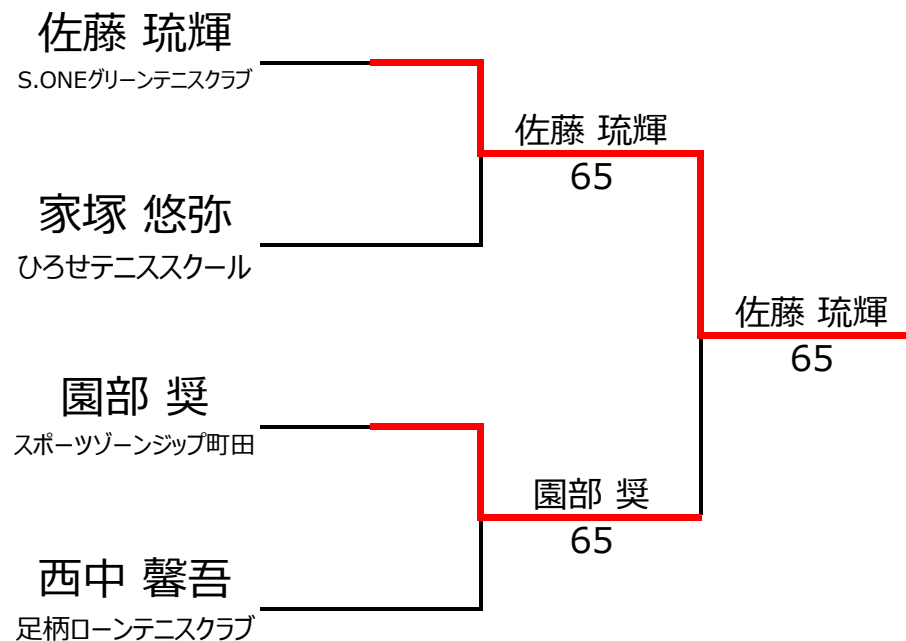 佐藤 琉輝
S.ONEグリーンテニスクラブ
佐藤 琉輝
65
家塚 悠弥
ひろせテニススクール
佐藤 琉輝
65
園部 奨
スポーツゾーンジップ町田
園部 奨
65
西中 馨吾
足柄ローンテニスクラブ